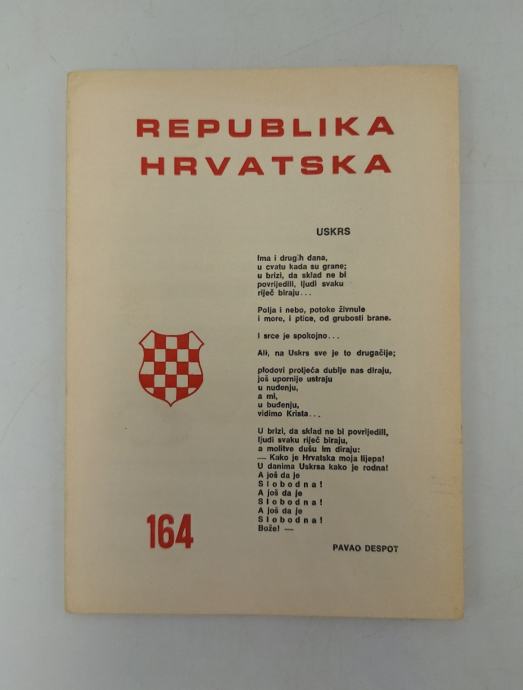 REPUBLIKA
HRVATSKA
USKRS
Ima i drugih dana,
u cvatu kada su grane;
u brizi, da sklad ne bi
povrijedili, ljudi svaku
riječ biraju...
Polja i nebo, potoke živnule
i more, i ptice, od grubosti brane.
I srce je spokojno...
Ali, na Uskrs sve je to drugačije;
plodovi proljeća dublje nas diraju,
još upornije ustraju
u nuđenju,
a mi,
u buđenju,
vidimo Krista...
U brizi, da sklad ne bi povrijedili,
ljudi svaku riječ biraju,
a molitve dušu im diraju:
— Kako je Hrvatska moja lijepa!
U danima Uskrsa kako je rodna!
A još da je
Slobodna!
A još da je
Slobodna!
A još da je
Slobodna!
Bože! —
PAVAO DESPOT
164